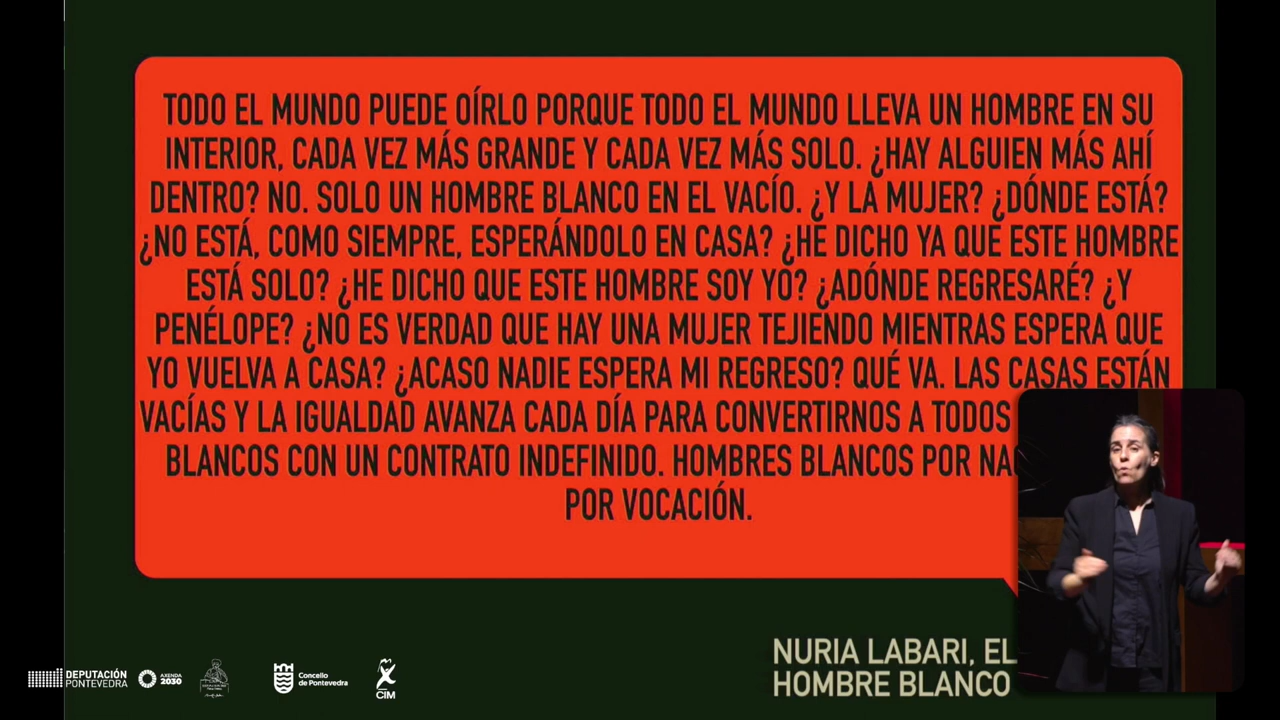 TODO EL MUNDO PUEDE OÍRLO PORQUE TODO EL MUNDO LLEVA UN HOMBRE EN SU
INTERIOR, CADA VEZ MÁS GRANDE Y CADA VEZ MÁS SOLO. ¿HAY ALGUIEN MÁS AHÍ
DENTRO? NO. SOLO UN HOMBRE BLANCO EN EL VACÍO. ¿Y LA MUJER? ¿DÓNDE ESTÁ?
¿NO ESTÁ, COMO SIEMPRE, ESPERÁNDOLO EN CASA? ¿HE DICHO YA QUE ESTE HOMBRE
ESTÁ SOLO? ¿HE DICHO QUE ESTE HOMBRE SOY YO? ¿ADÓNDE REGRESARÉ? ¿Y
PENÉLOPE? ¿NO ES VERDAD QUE HAY UNA MUJER TEJIENDO MIENTRAS ESPERA QUE
YO VUELVA A CASA? ¿ACASO NADIE ESPERA MI REGRESO? QUÉ VA. LAS CASAS ESTÁN
VACÍAS Y LA IGUALDAD AVANZA CADA DÍA PARA CONVERTIRNOS A TODOS
BLANCOS CON UN CONTRATO INDEFINIDO. HOMBRES BLANCOS POR
POR VOCACIÓN.
NURIA LABARI, EL
HOMBRE BLANCO
DEPUTACIÓN
PONTEVEDRA
AXENDA
2030
Concello
de Pontevedra
CIM